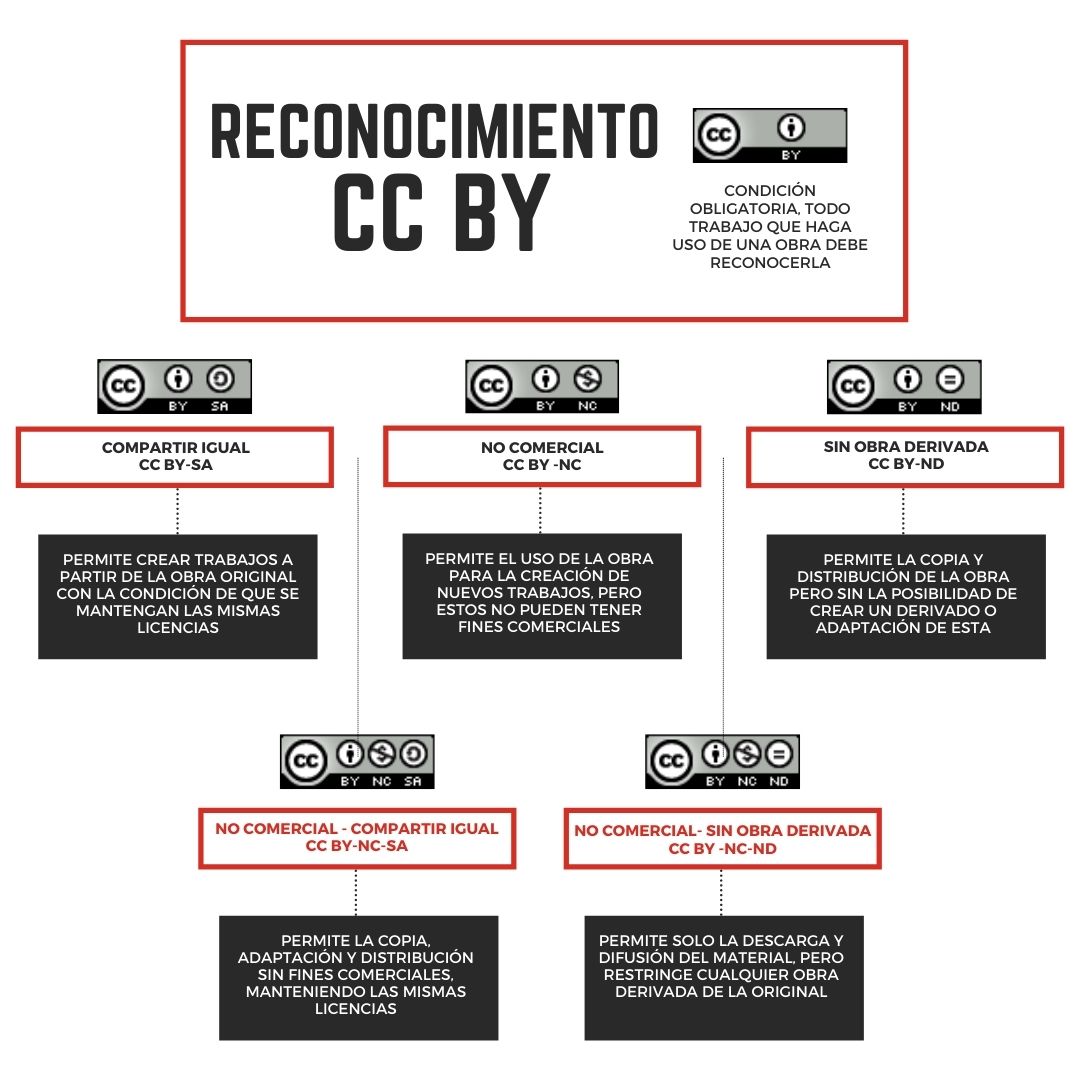 RECONOCIMIENTO
CC BY
cc
BY
CONDICIÓN
OBLIGATORIA, TODO
TRABAJO QUE HAGA
USO DE UNA OBRA DEBE
RECONOCERLA
cc
BY SA
COMPARTIR IGUAL
CC BY-SA
PERMITE CREAR TRABAJOS A
PARTIR DE LA OBRA ORIGINAL
CON LA CONDICIÓN DE QUE SE
MANTENGAN LAS MISMAS
LICENCIAS
cc
BY NC
NO COMERCIAL
CC BY -NC
PERMITE EL USO DE LA OBRA
PARA LA CREACIÓN DE
NUEVOS TRABAJOS, PERO
ESTOS NO PUEDEN TENER
FINES COMERCIALES
cc
BY ND
SIN OBRA DERIVADA
CC BY-ND
PERMITE LA COPIA Y
DISTRIBUCIÓN DE LA OBRA
PERO SIN LA POSIBILIDAD DE
CREAR UN DERIVADO O
ADAPTACIÓN DE ESTA
cc
BY NC SA
NO COMERCIAL - COMPARTIR IGUAL
CC BY-NC-SA
PERMITE LA COPIA,
ADAPTACIÓN Y DISTRIBUCIÓN
SIN FINES COMERCIALES,
MANTENIENDO LAS MISMAS
LICENCIAS
cc
BY NC ND
NO COMERCIAL- SIN OBRA DERIVADA
CC BY -NC-ND
PERMITE SOLO LA DESCARGA Y
DIFUSIÓN DEL MATERIAL, PERO
RESTRINGE CUALQUIER OBRA
DERIVADA DE LA ORIGINAL